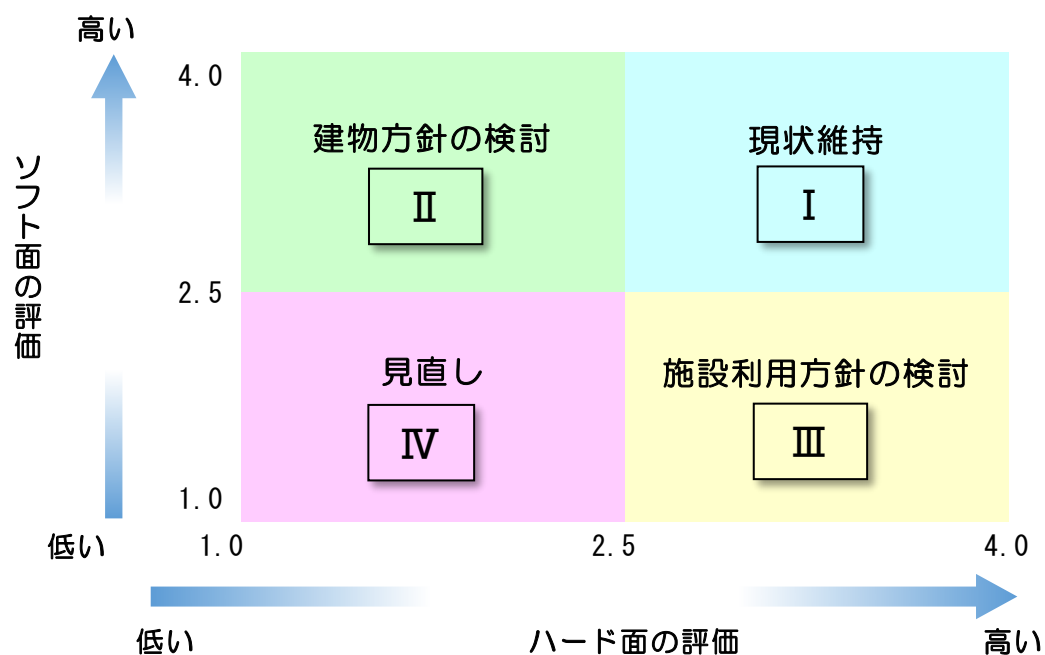 高い
4.0
建物方針の検討
Ⅱ
現状維持
Ⅰ
ソフト面の評価
2.5
見直し
Ⅳ
施設利用方針の検討
Ⅲ
1.0
低い
1.0
2.5
4.0
低い
ハード面の評価
高い